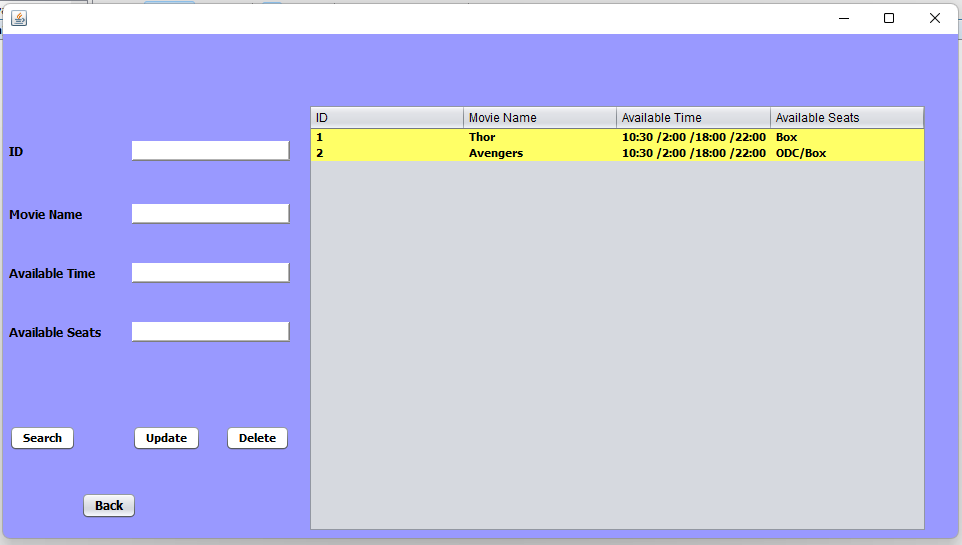 ID
Movie Name
Available Time
Available Seats
Search Update Delete
Back
ID Movie Name Available Time Available Seats
1 Thor 10:30 /2:00 /18:00 /22:00 Box
2 Avengers 10:30 /2:00 /18:00 /22:00 ODC/Box